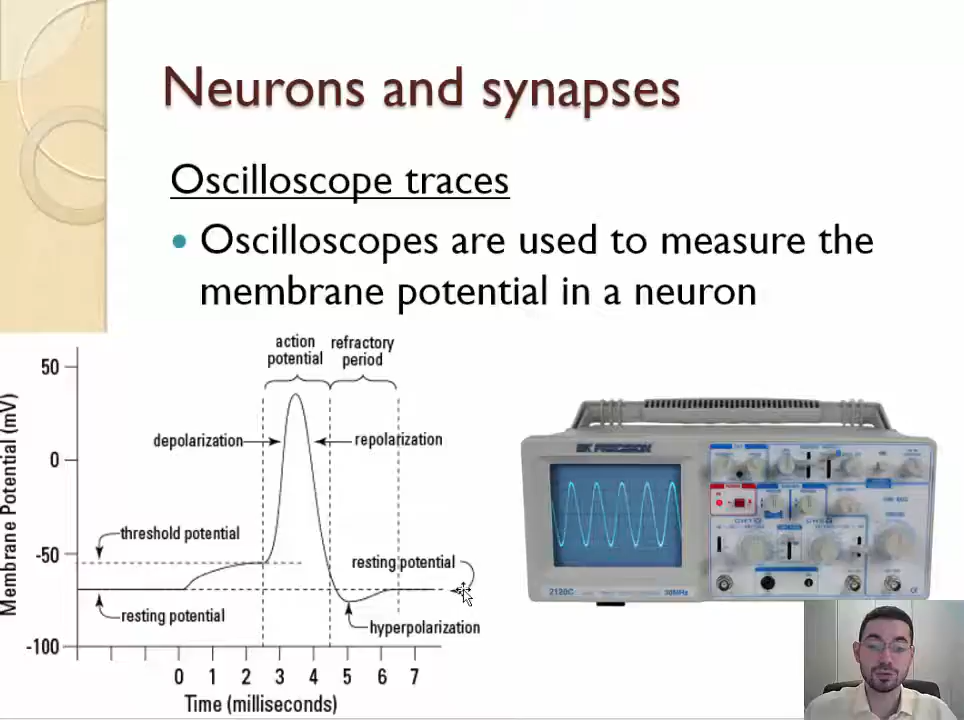 Neurons and synapses
Oscilloscope traces
Oscilloscopes are used to measure the
membrane potential in a neuron
action potential
refractory period
50
0
-50
-100
Membrane Potential (mV)
depolarization
repolarization
threshold potential
resting potential
resting potential
hyperpolarization
0 1 2 3 4 5 6 7
Time (milliseconds)
2120C
30MHz